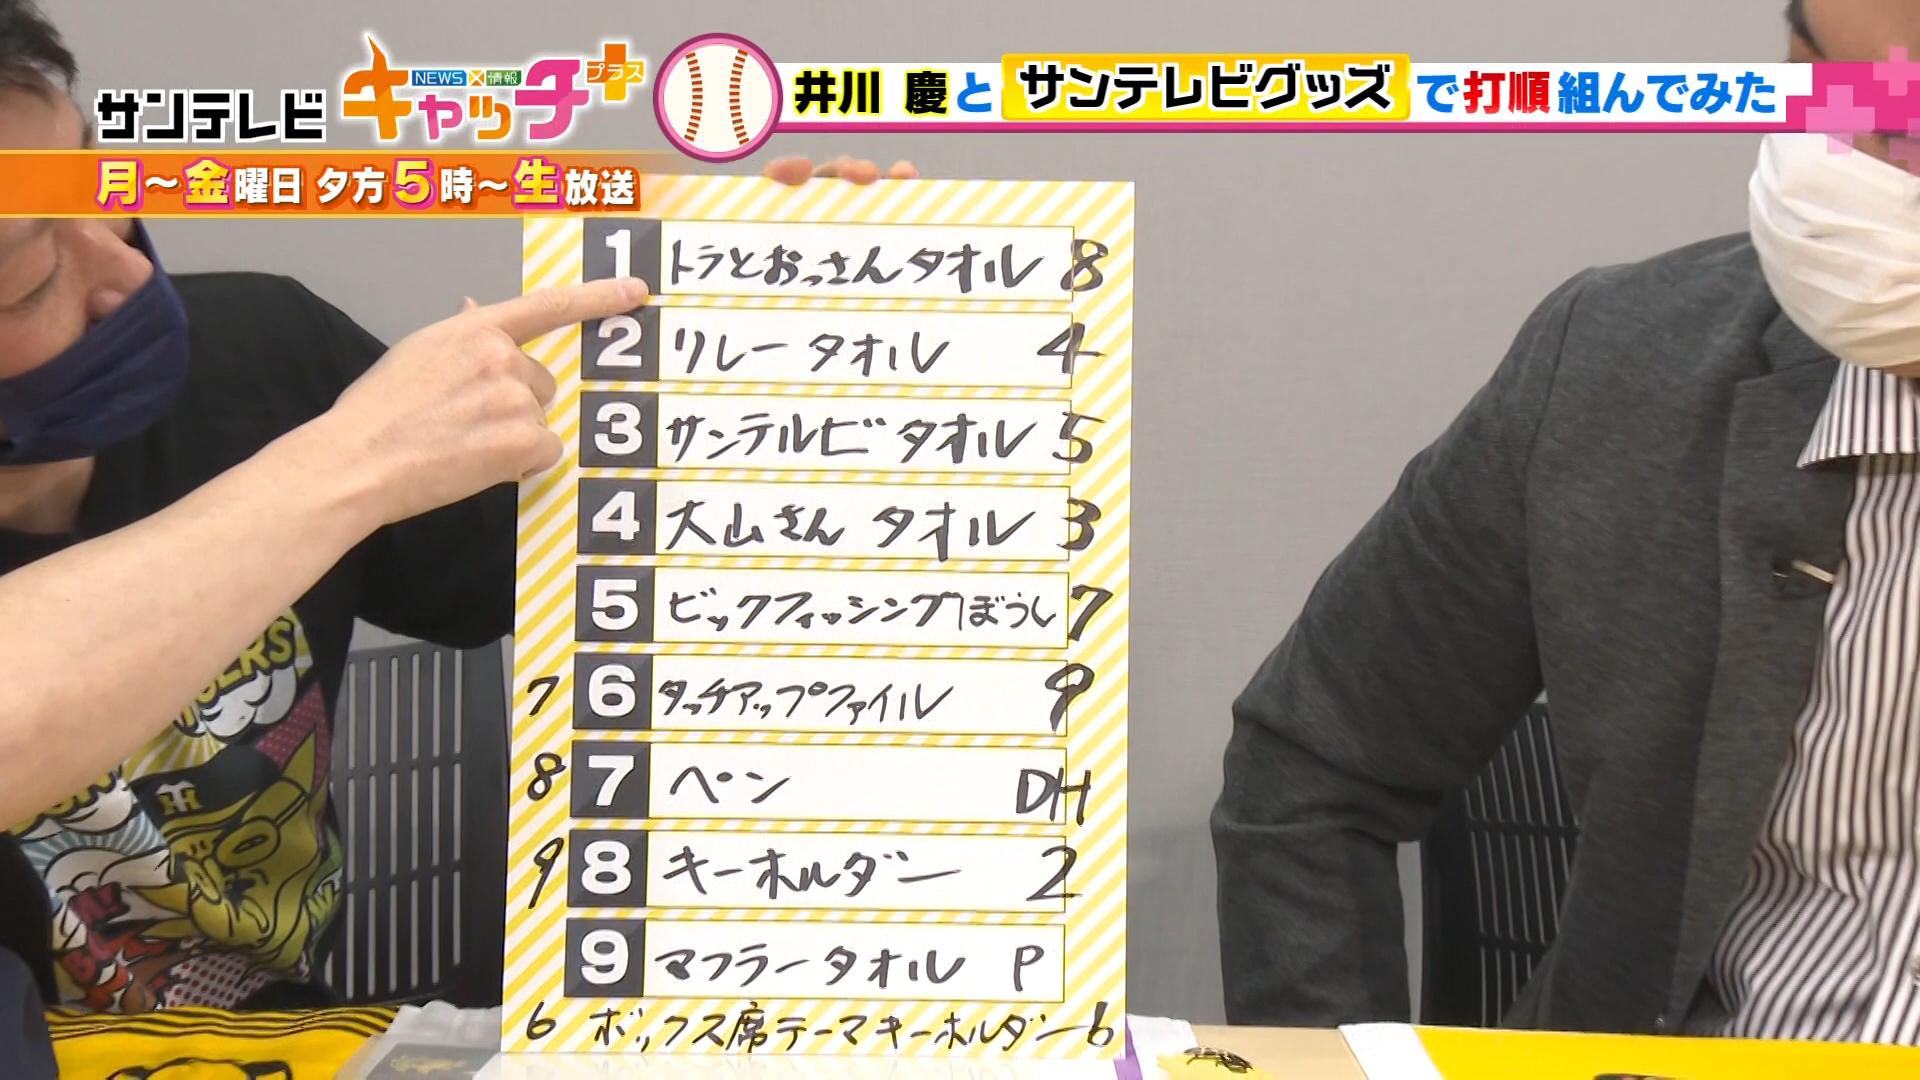 サンテレビ NEWS×情報 キャッチ+プラス
井川 慶と サンテレビグッズ で打順組んでみた
月~金曜日 夕方5時~生放送
1 トラとおっさんタオル 8
2 リレータオル 4
3 サンテルビタオル 5
4 大山さん タオル 3
5 ビックフィッシングぼうし 7
7 6 タッチアップファイル 9
8 7 ペン DH
9 8 キーホルダー 2
9 マフラータオル P
6 ボックス席テーマキーホルダー 6